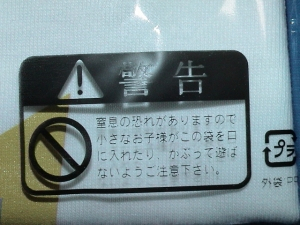 警告
窒息の恐れがありますので
小さなお子様がこの袋を口
に入れたり、かぶって遊ば
ないようご注意下さい。
プラ
外袋